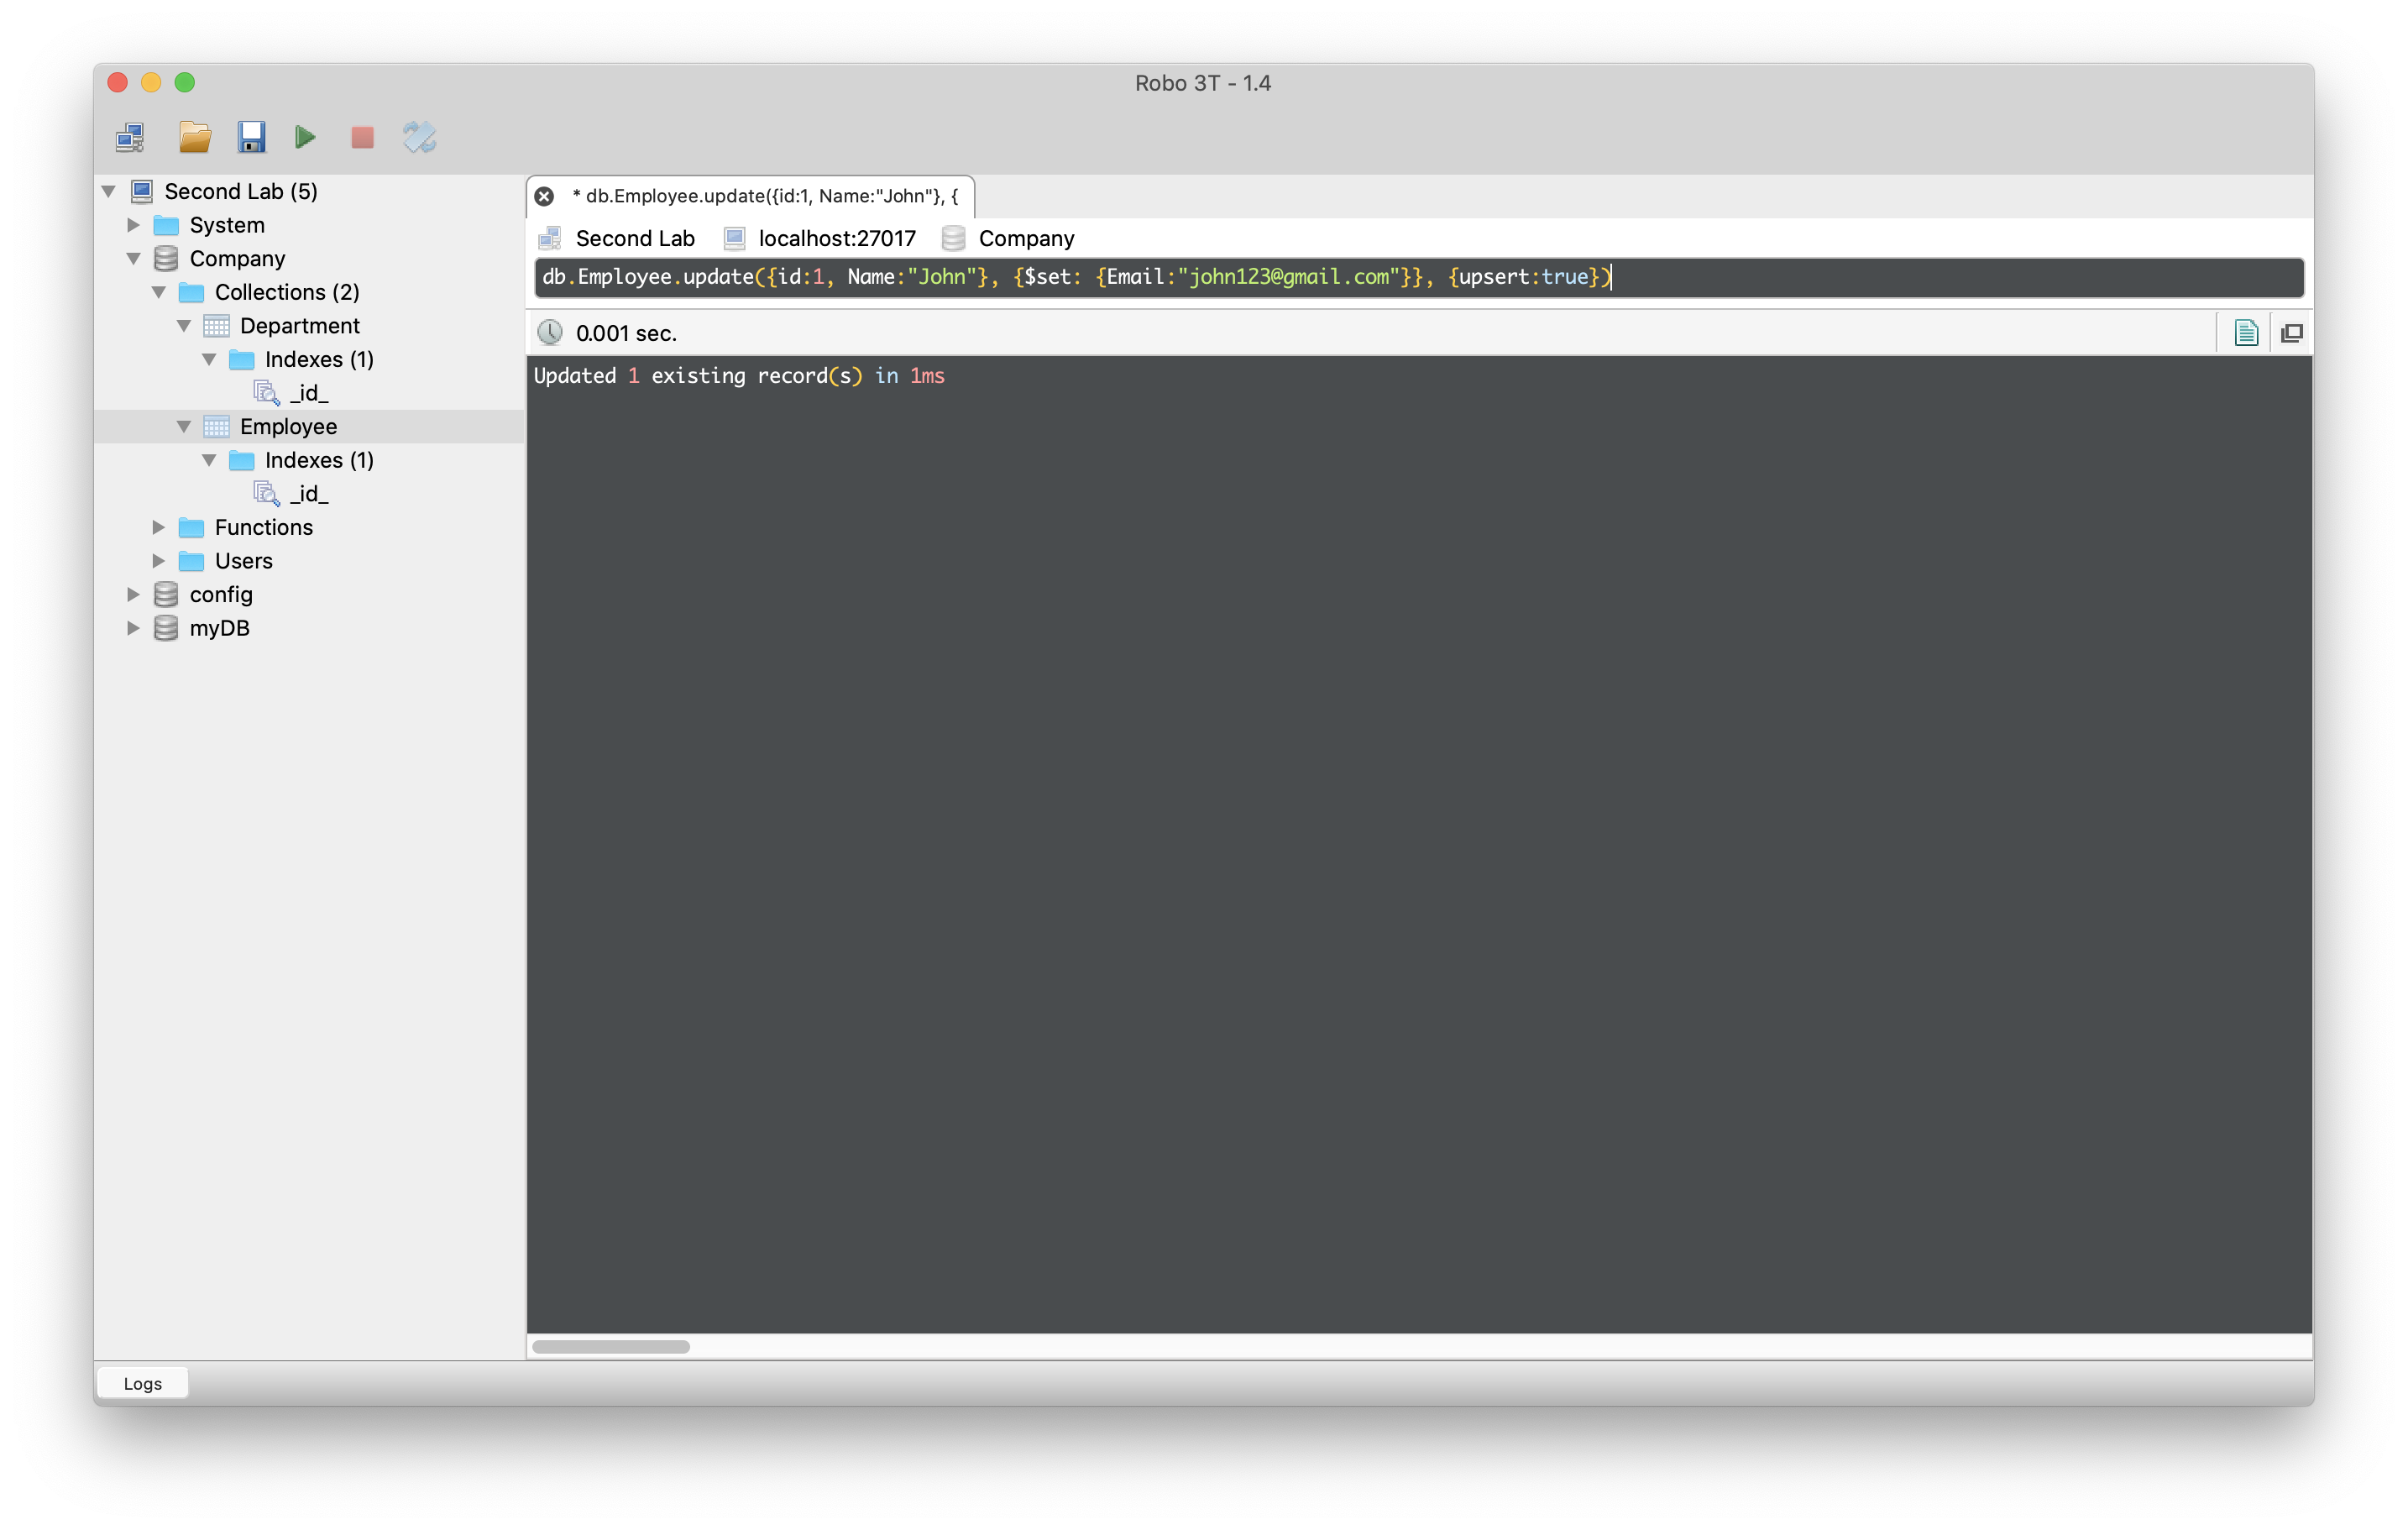 Robo 3T - 1.4
Second Lab (5)
System
Company
Collections (2)
Department
Indexes (1)
_id_
Employee
Indexes (1)
_id_
Functions
Users
config
myDB
* db.Employee.update({id:1, Name:"John"}, {
Second Lab localhost:27017 Company
db.Employee.update({id:1, Name:"John"}, {$set: {Email:"john123@gmail.com"}}, {upsert:true})
0.001 sec.
Updated 1 existing record(s) in 1ms
Logs